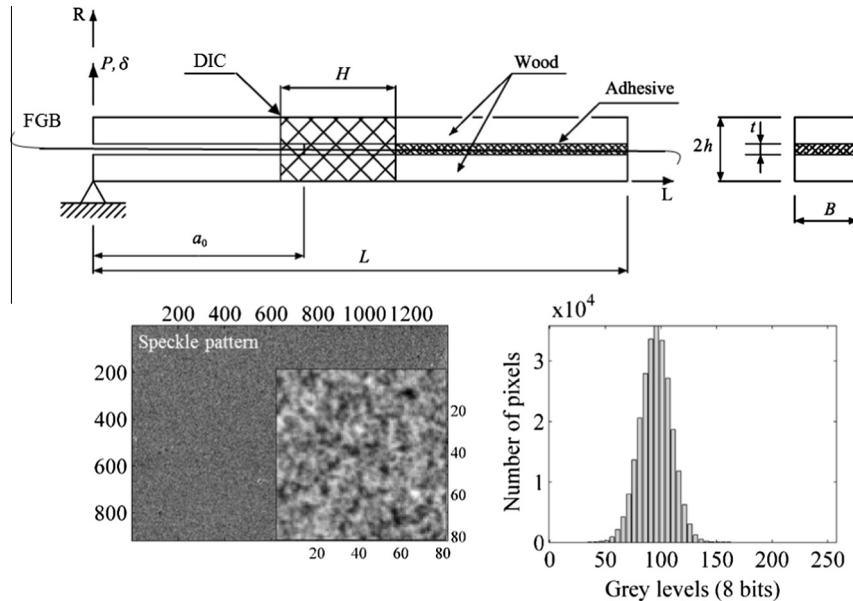 R
P, δ
DIC
H
Wood
Adhesive
FGB
2h
t
L
a₀
L
B
200 400 600 800 1000 1200
Speckle pattern
200
400
600
800
20
40
60
80
20 40 60 80
x10⁴
3
2
1
0
Number of pixels
0 50 100 150 200 250
Grey levels (8 bits)